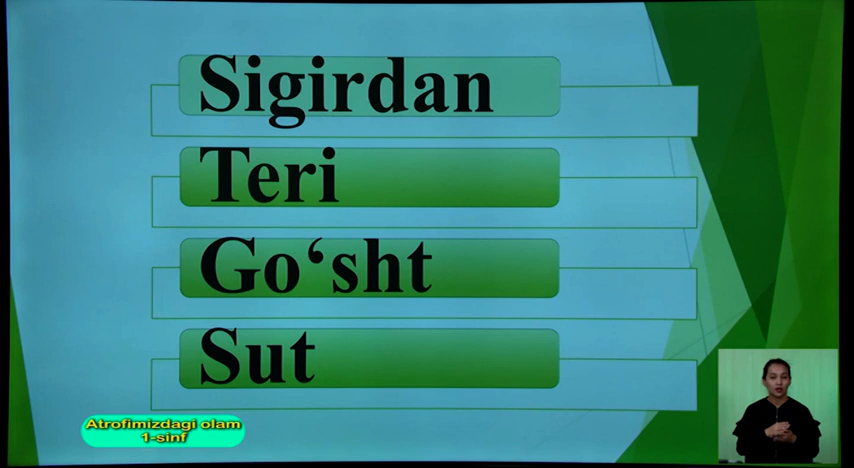 Sigirdan
Teri
Go‘sht
Sut
Atrofimizdagi olam
1-sinf